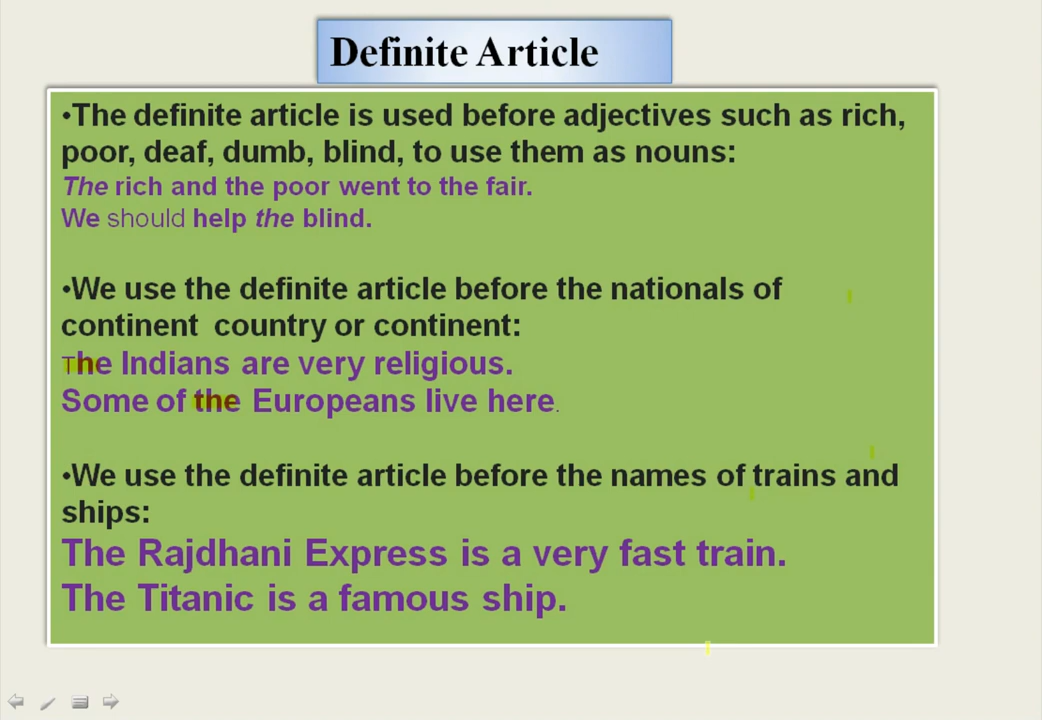 Definite Article
•The definite article is used before adjectives such as rich,
poor, deaf, dumb, blind, to use them as nouns:
The rich and the poor went to the fair.
We should help the blind.
•We use the definite article before the nationals of
continent country or continent:
The Indians are very religious.
Some of the Europeans live here.
•We use the definite article before the names of trains and
ships:
The Rajdhani Express is a very fast train.
The Titanic is a famous ship.